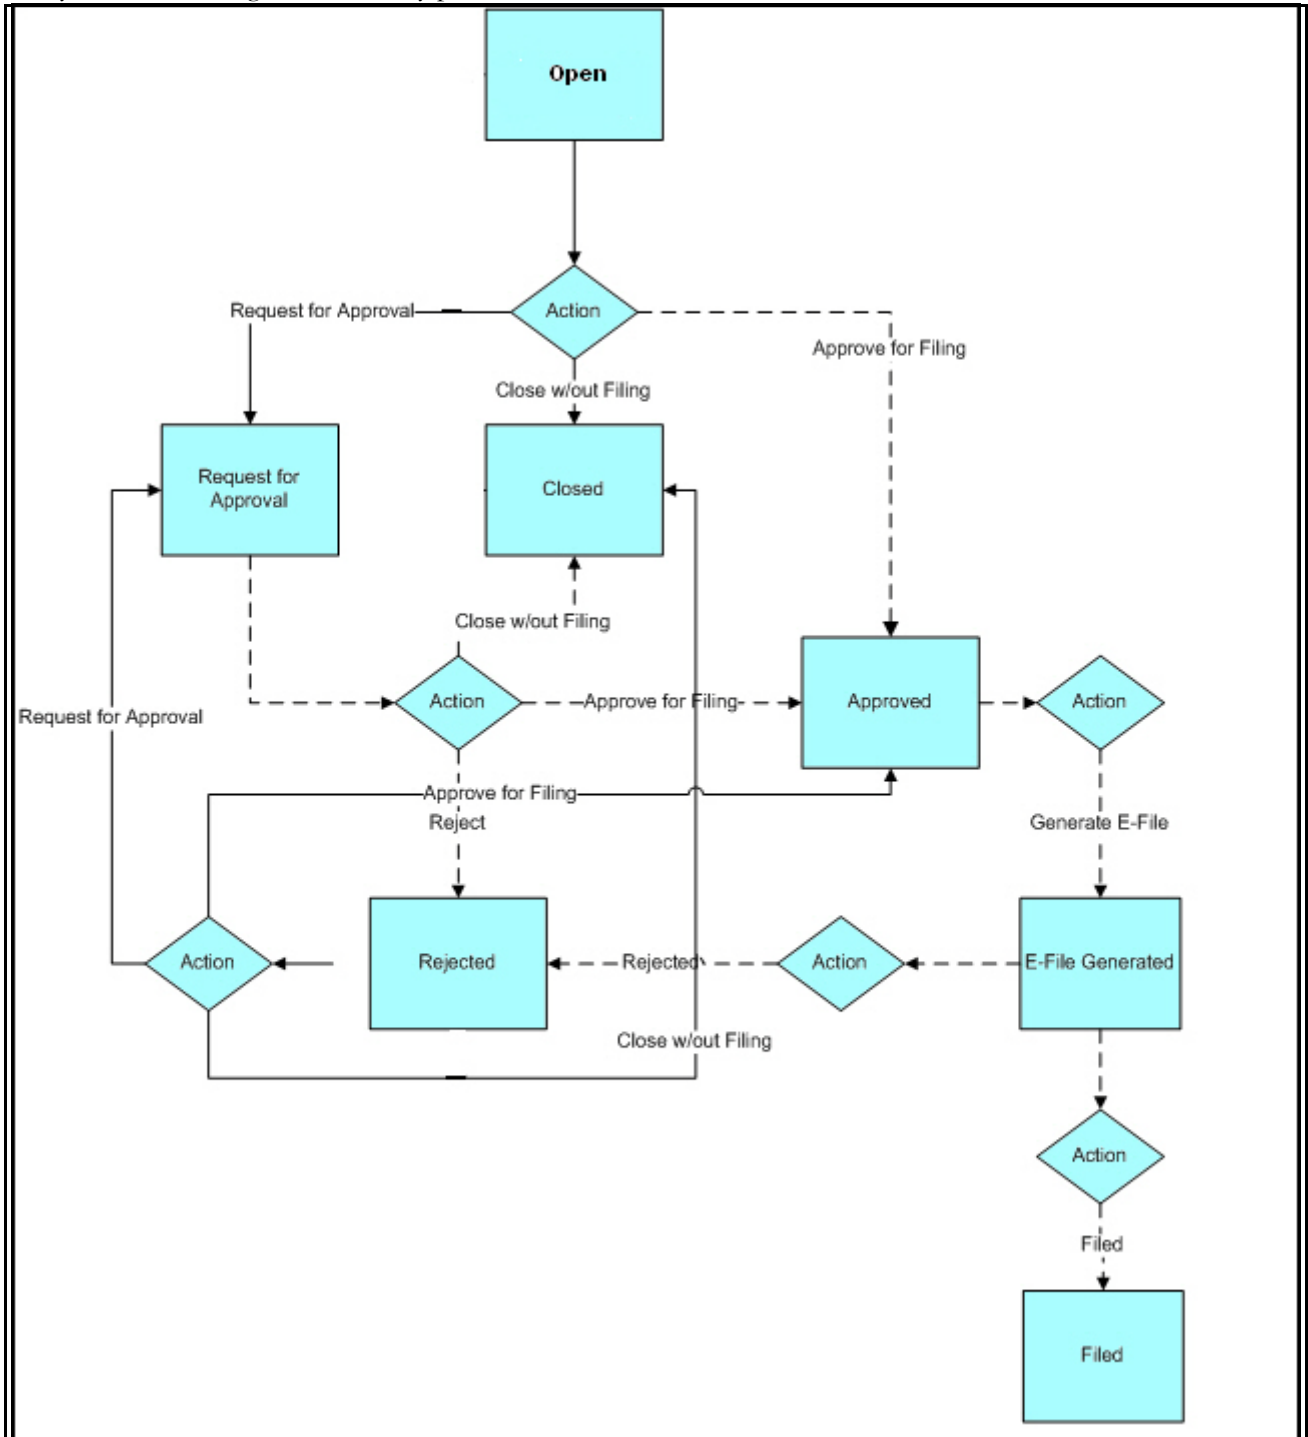 Open
Action
Request for Approval
Approve for Filing
Close w/out Filing
Request for
Approval
Closed
Close w/out Filing
Action
Approve for Filing
Approved
Action
Request for Approval
Approve for Filing
Reject
Generate E-File
Action
Rejected
Rejected
Action
E-File Generated
Close w/out Filing
Action
Filed
Filed